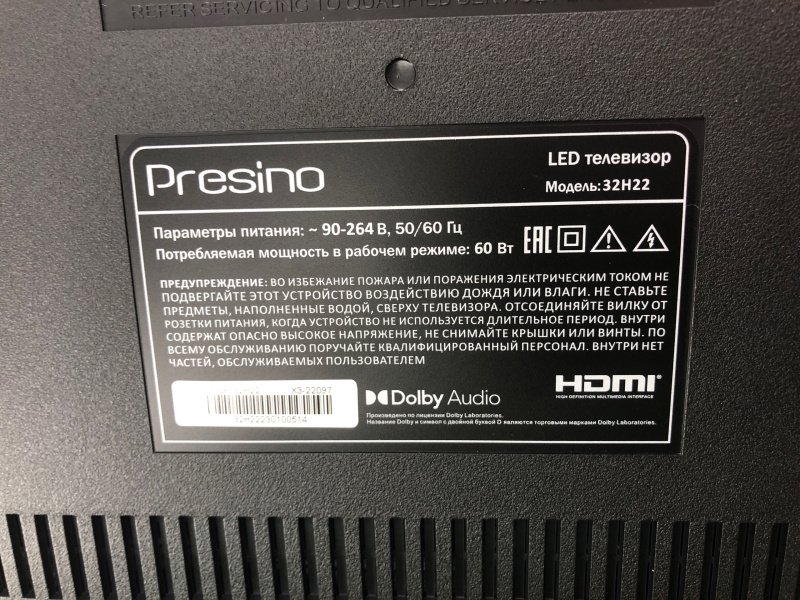 REFER SERVICING TO QUALIFIED
Presino
LED телевизор
Модель:32H22
Параметры питания: ~ 90-264 В, 50/60 Гц
Потребляемая мощность в рабочем режиме: 60 Вт
EAC
ПРЕДУПРЕЖДЕНИЕ: ВО ИЗБЕЖАНИЕ ПОЖАРА ИЛИ ПОРАЖЕНИЯ ЭЛЕКТРИЧЕСКИМ ТОКОМ НЕ
ПОДВЕРГАЙТЕ ЭТОТ УСТРОЙСТВО ВОЗДЕЙСТВИЮ ДОЖДЯ ИЛИ ВЛАГИ. НЕ СТАВЬТЕ
ПРЕДМЕТЫ, НАПОЛНЕННЫЕ ВОДОЙ, СВЕРХУ ТЕЛЕВИЗОРА. ОТСОЕДИНЯЙТЕ ВИЛКУ ОТ
РОЗЕТКИ ПИТАНИЯ, КОГДА УСТРОЙСТВО НЕ ИСПОЛЬЗУЕТСЯ ДЛИТЕЛЬНОЕ ПЕРИОД. ВНУТРИ
СОДЕРЖАТ ОПАСНО ВЫСОКОЕ НАПРЯЖЕНИЕ, НЕ СНИМАЙТЕ КРЫШКИ ИЛИ ВИНТЫ. ПО
ВСЕМУ ОБСЛУЖИВАНИЮ ПОРУЧАЙТЕ КВАЛИФИЦИРОВАННЫЙ ПЕРСОНАЛ. ВНУТРИ НЕТ
ЧАСТЕЙ, ОБСЛУЖИВАЕМЫХ ПОЛЬЗОВАТЕЛЕМ
X3-22097
32H22230100514
Dolby Audio
Произведено по лицензии Dolby Laboratories.
Название Dolby и символ с двойной буквой D являются торговыми марками Dolby Laboratories.
HDMI
HIGH-DEFINITION MULTIMEDIA INTERFACE